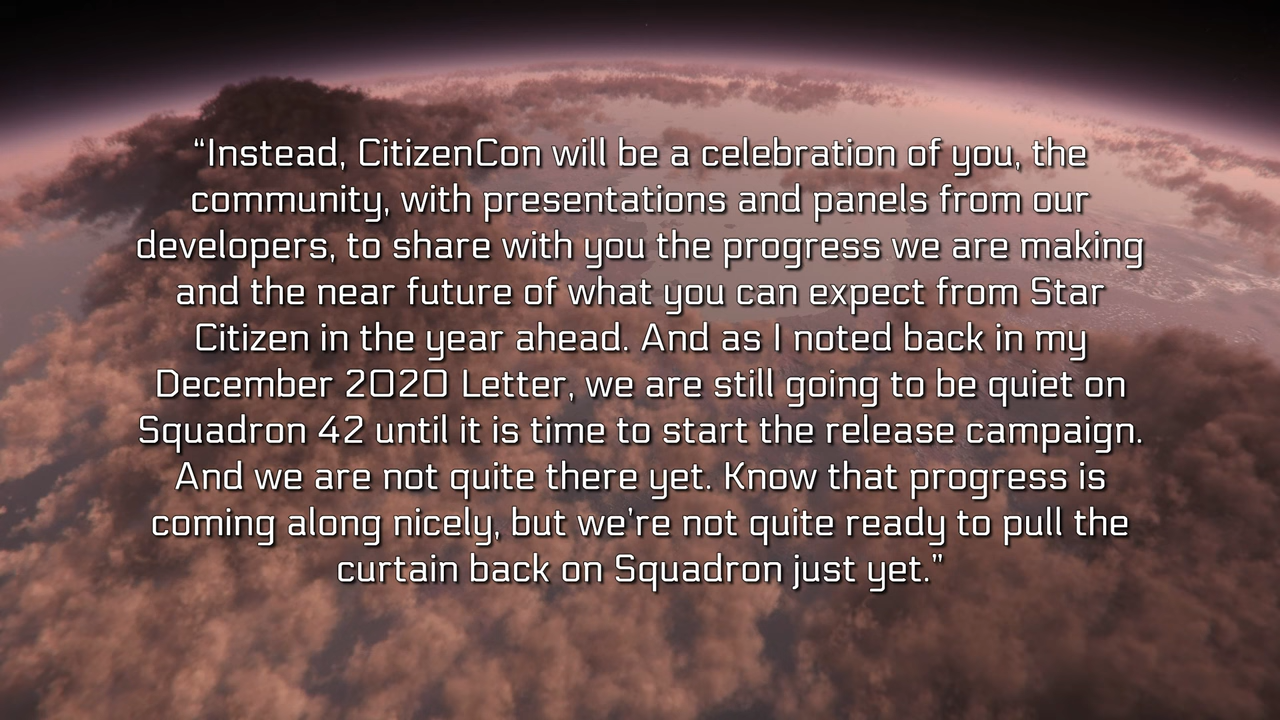 “Instead, CitizenCon will be a celebration of you, the
community, with presentations and panels from our
developers, to share with you the progress we are making
and the near future of what you can expect from Star
Citizen in the year ahead. And as I noted back in my
December 2020 Letter, we are still going to be quiet on
Squadron 42 until it is time to start the release campaign.
And we are not quite there yet. Know that progress is
coming along nicely, but we're not quite ready to pull the
curtain back on Squadron just yet.”